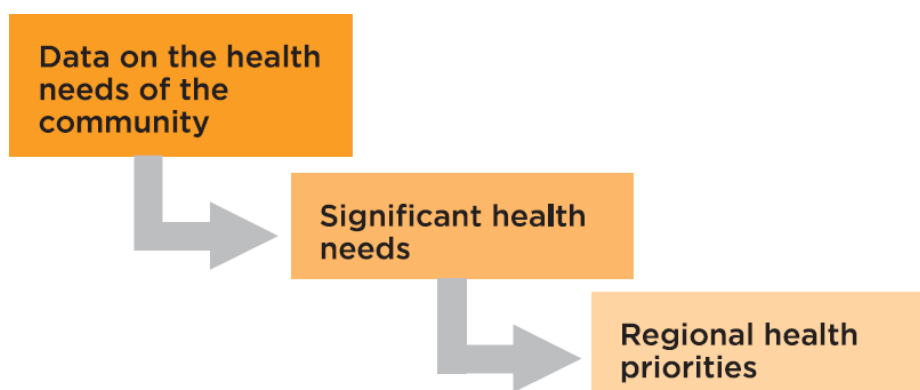 Data on the health
needs of the
community
Significant health
needs
Regional health
priorities